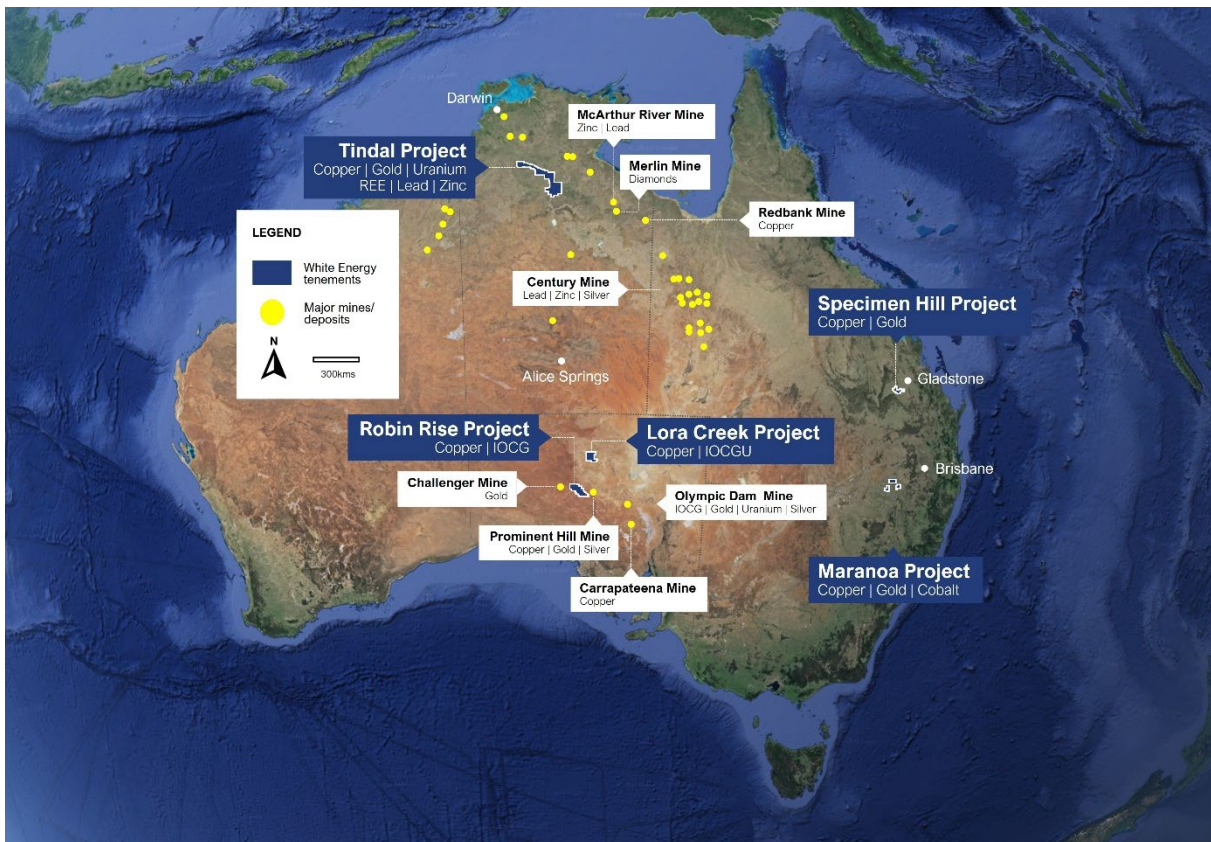 Darwin
McArthur River Mine
Zinc | Lead
Tindal Project
Copper | Gold | Uranium
REE | Lead | Zinc
Merlin Mine
Diamonds
Redbank Mine
Copper
LEGEND
White Energy
tenements
Major mines/
deposits
N
300kms
Century Mine
Lead | Zinc | Silver
Specimen Hill Project
Copper | Gold
Alice Springs
Gladstone
Robin Rise Project
Copper | IOCG
Lora Creek Project
Copper | IOCGU
Brisbane
Challenger Mine
Gold
Olympic Dam Mine
IOCG | Gold | Uranium | Silver
Prominent Hill Mine
Copper | Gold | Silver
Maranoa Project
Copper | Gold | Cobalt
Carrapateena Mine
Copper